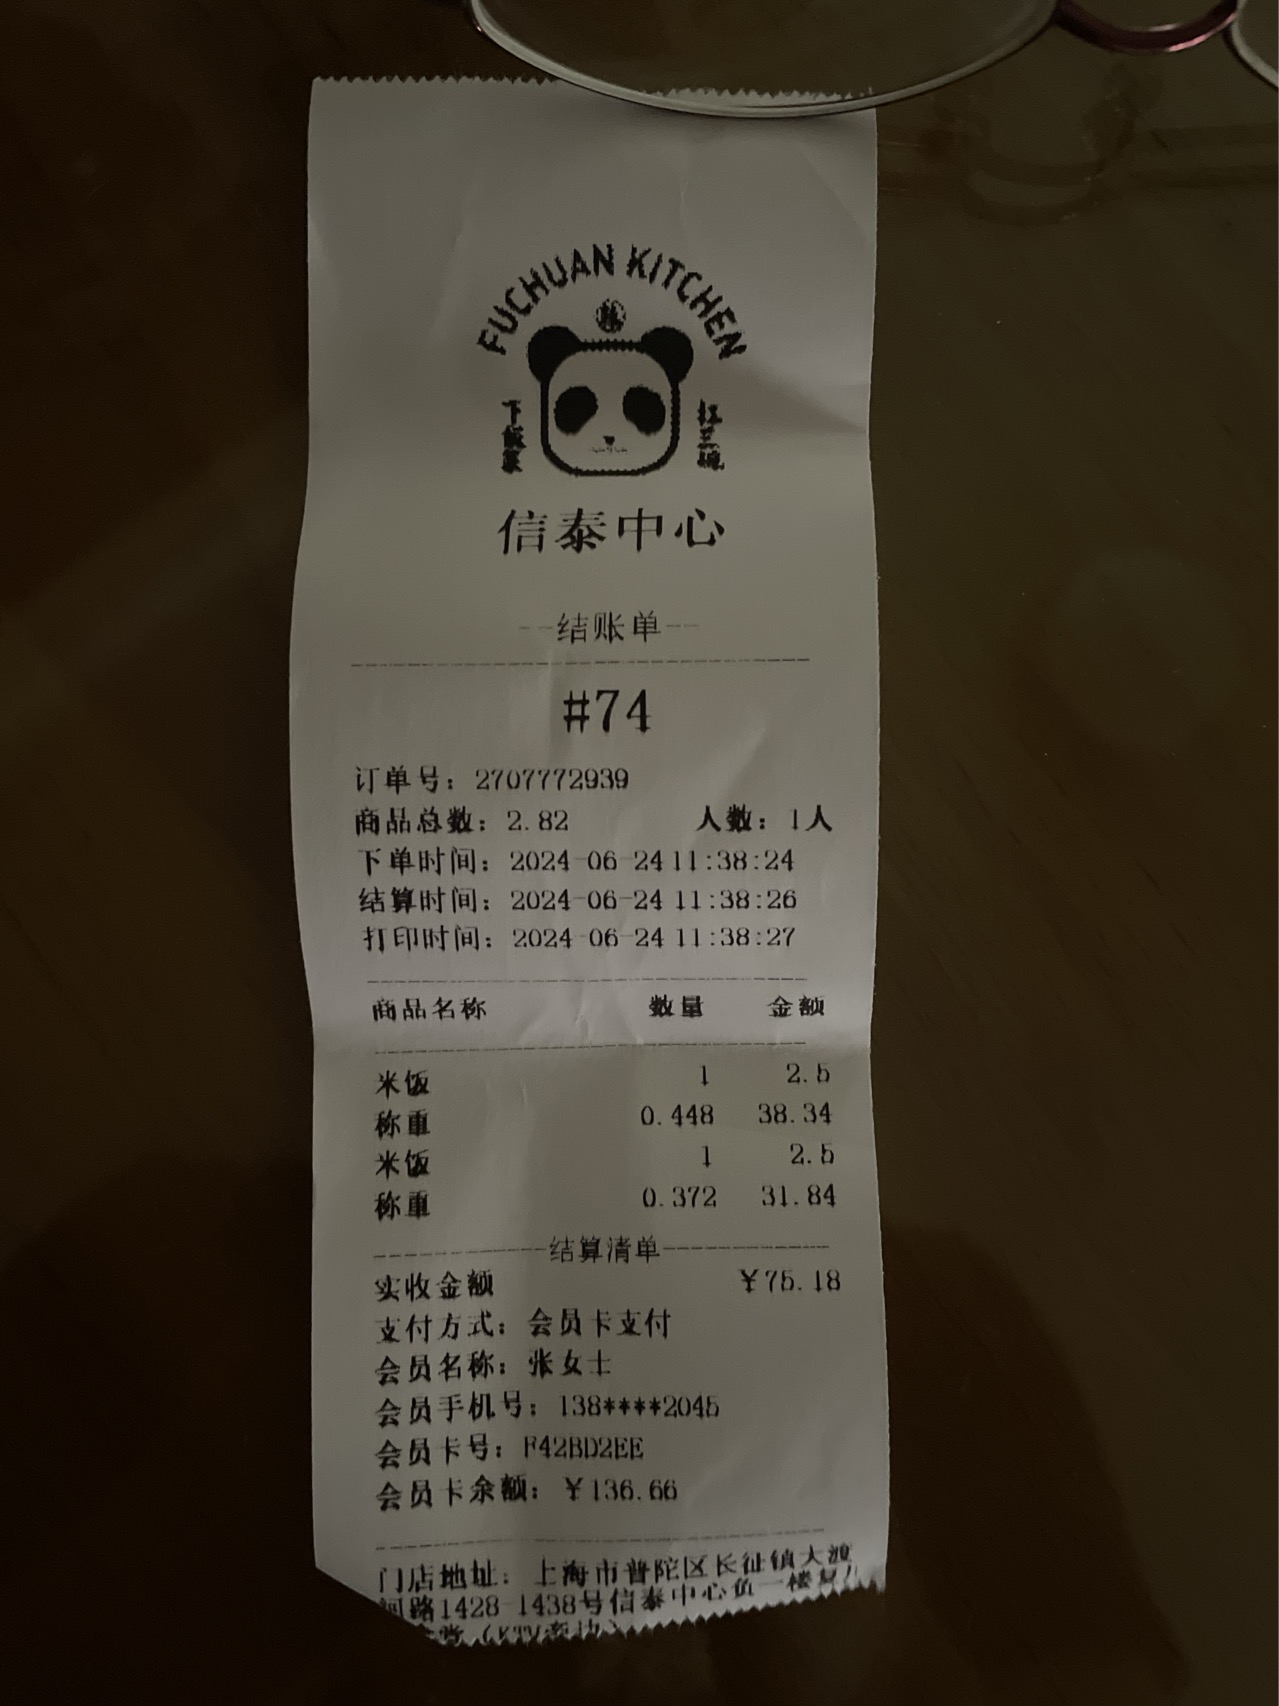 FUCHUAN KITCHEN
下飯菜
扛三碗
信泰中心
--结账单--
#74
订单号：2707772939
商品总数：2.82 人数：1人
下单时间：2024-06-24 11:38:24
结算时间：2024-06-24 11:38:26
打印时间：2024-06-24 11:38:27
商品名称 数量 金额
米饭 1 2.5
称重 0.448 38.34
米饭 1 2.5
称重 0.372 31.84
结算清单
实收金额 ¥75.18
支付方式：会员卡支付
会员名称：张女士
会员手机号：138****2045
会员卡号：F42BD2EE
会员卡余额：¥136.66
门店地址：上海市普陀区长征镇大渡
河路1428-1438号信泰中心负一楼